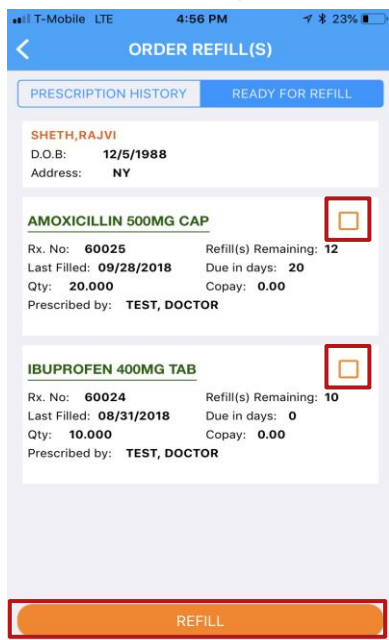 T-Mobile LTE 4:56 PM 23%
ORDER REFILL(S)
PRESCRIPTION HISTORY READY FOR REFILL
SHETH,RAJVI
D.O.B: 12/5/1988
Address: NY
AMOXICILLIN 500MG CAP
Rx. No: 60025 Refill(s) Remaining: 12
Last Filled: 09/28/2018 Due in days: 20
Qty: 20.000 Copay: 0.00
Prescribed by: TEST, DOCTOR
IBUPROFEN 400MG TAB
Rx. No: 60024 Refill(s) Remaining: 10
Last Filled: 08/31/2018 Due in days: 0
Qty: 10.000 Copay: 0.00
Prescribed by: TEST, DOCTOR
REFILL